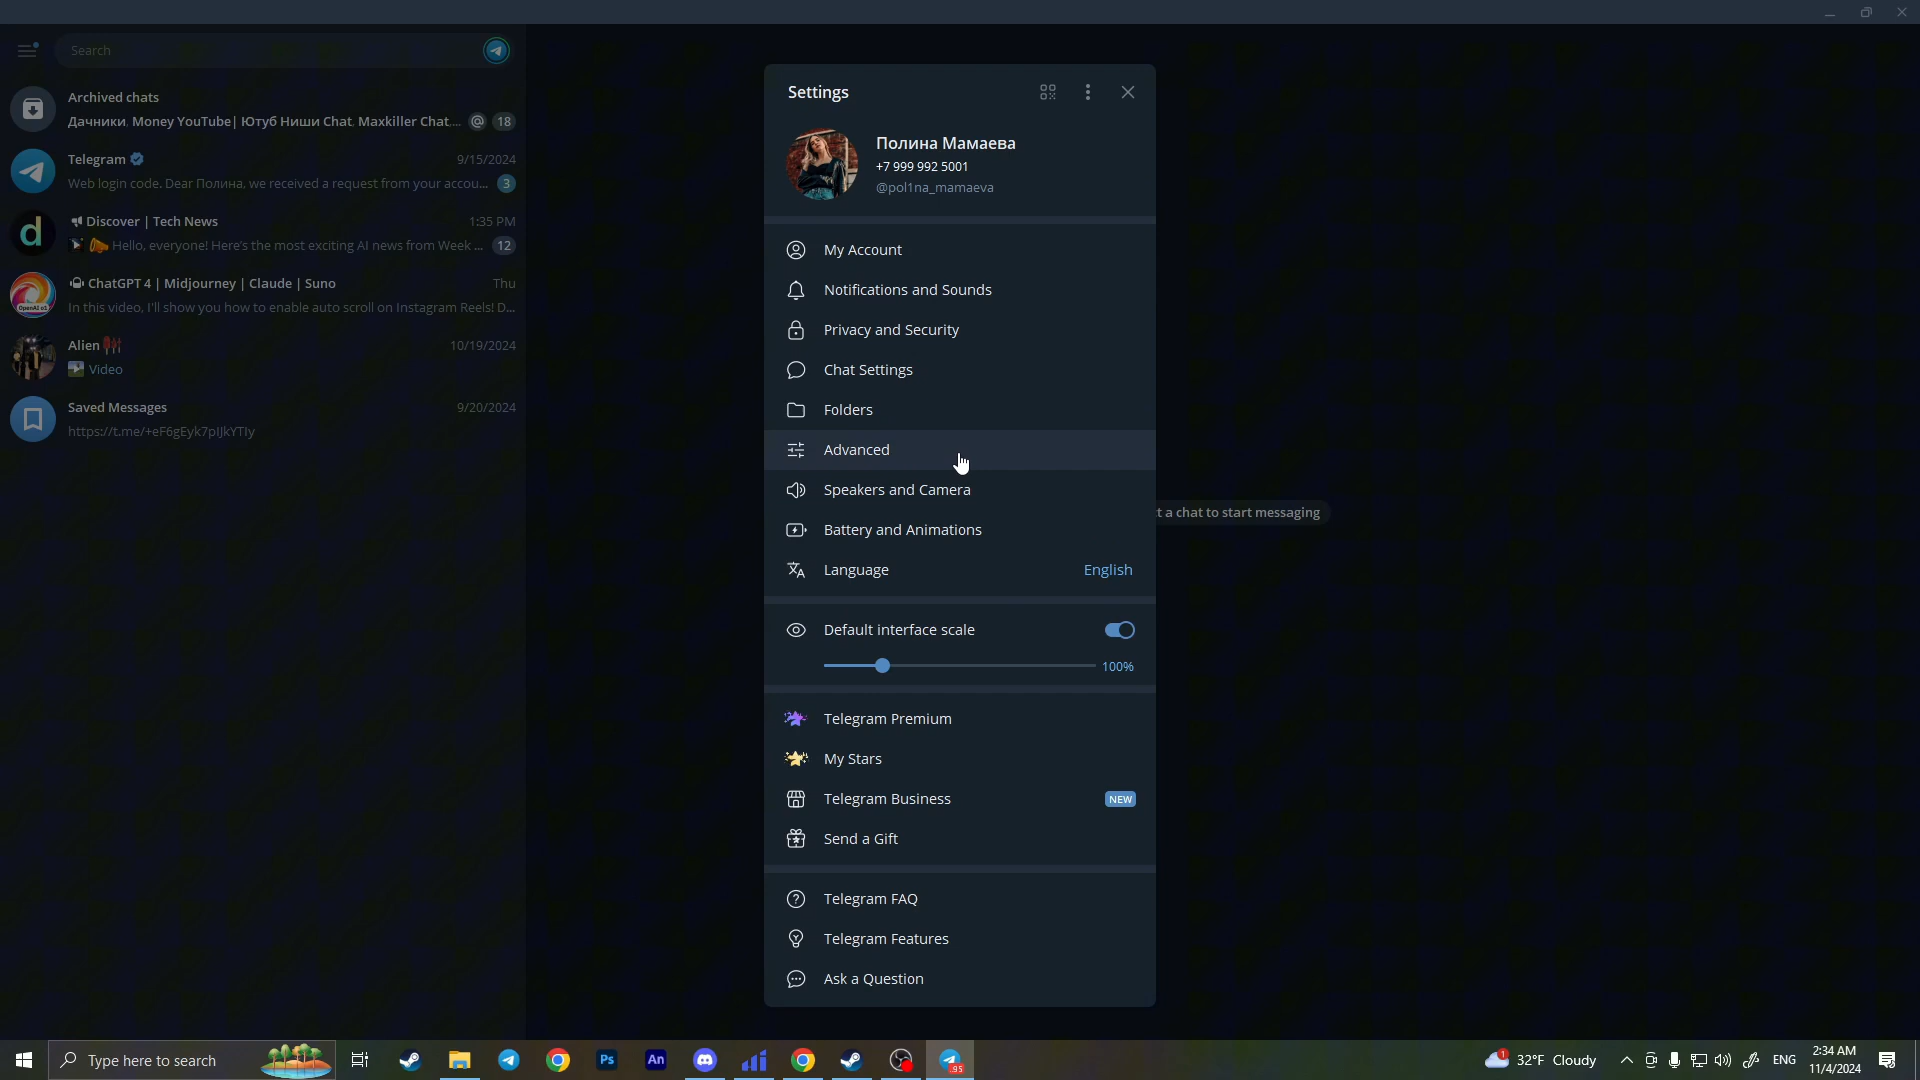 Search
Archived chats
Дачники, Money YouTube| Ютуб Ниши Chat, Maxkiller Chat,... @ 18
Telegram 9/15/2024
Web login code. Dear Полина, we received a request from your accou... 3
Discover | Tech News 1:35 PM
Hello, everyone! Here's the most exciting AI news from Week ... 12
ChatGPT 4 | Midjourney | Claude | Suno Thu
In this video, I'll show you how to enable auto scroll on Instagram Reels! D...
Alien 10/19/2024
Video
Saved Messages 9/20/2024
https://t.me/+eF6gEyk7pljkYTIy
Settings
Полина Мамаева
+7 999 992 5001
@pol1na_mamaeva
My Account
Notifications and Sounds
Privacy and Security
Chat Settings
Folders
Advanced
Speakers and Camera
Battery and Animations
Language English
Default interface scale
100%
Telegram Premium
My Stars
Telegram Business NEW
Send a Gift
Telegram FAQ
Telegram Features
Ask a Question
t a chat to start messaging
Type here to search
Ps
An
95
1
32°F Cloudy
ENG
2:34 AM
11/4/2024